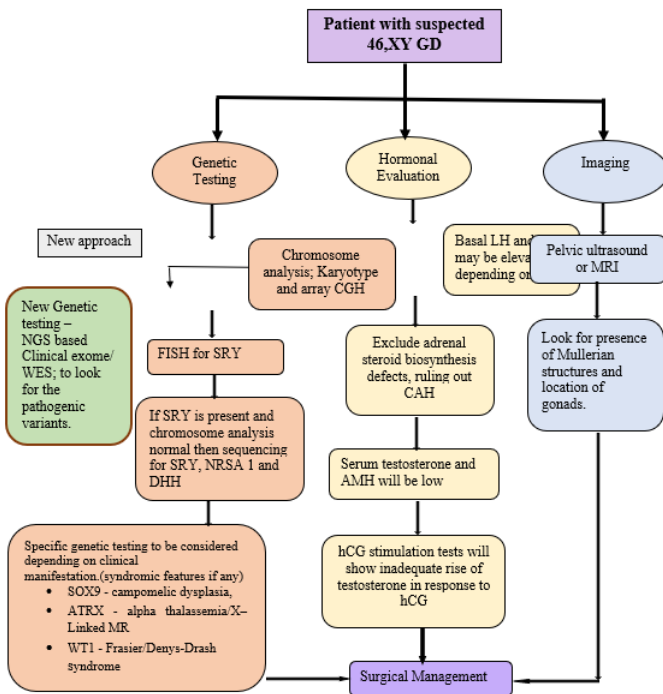 Patient with suspected
46,XY GD
Genetic
Testing
Hormonal
Evaluation
Imaging
New approach
Chromosome
analysis; Karyotype
and array CGH
New Genetic
testing –
NGS based
Clinical exome/
WES; to look
for the
pathogenic
variants.
FISH for SRY
If SRY is present and
chromosome analysis
normal then sequencing
for SRY, NRSA 1 and
DHH
Specific genetic testing to be considered
depending on clinical
manifestation.(syndromic features if any)
• SOX9 - campomelic dysplasia,
• ATRX - alpha thalassemia/X–
Linked MR
• WT1 - Frasier/Denys-Drash
syndrome
Basal LH and
may be
depending
Exclude adrenal
steroid biosynthesis
defects, ruling out
CAH
Serum testosterone and
AMH will be low
hCG stimulation tests will
show inadequate rise of
testosterone in response to
hCG
Pelvic ultrasound
or MRI
Look for presence
of Mullerian
structures and
location of
gonads.
Surgical Management